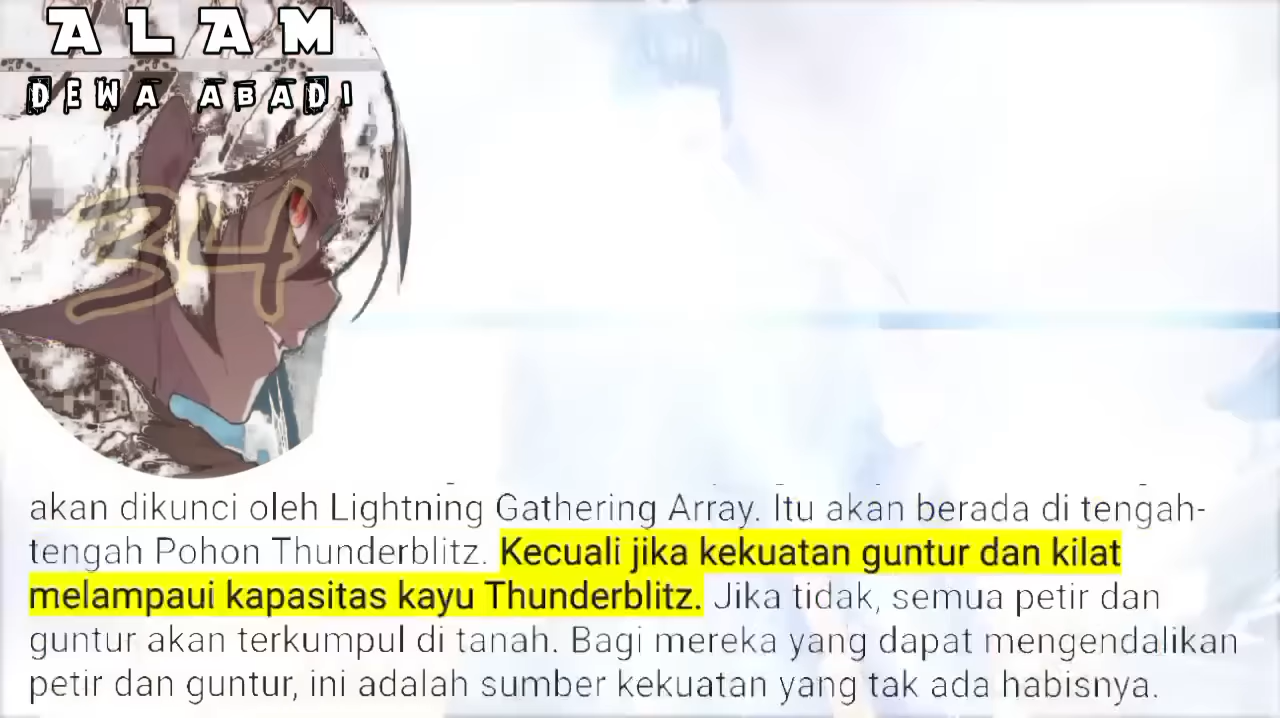 ALAM
DEWA ABADI
34
akan dikunci oleh Lightning Gathering Array. Itu akan berada di tengah-
tengah Pohon Thunderblitz. Kecuali jika kekuatan guntur dan kilat
melampaui kapasitas kayu Thunderblitz. Jika tidak, semua petir dan
guntur akan terkumpul di tanah. Bagi mereka yang dapat mengendalikan
petir dan guntur, ini adalah sumber kekuatan yang tak ada habisnya.